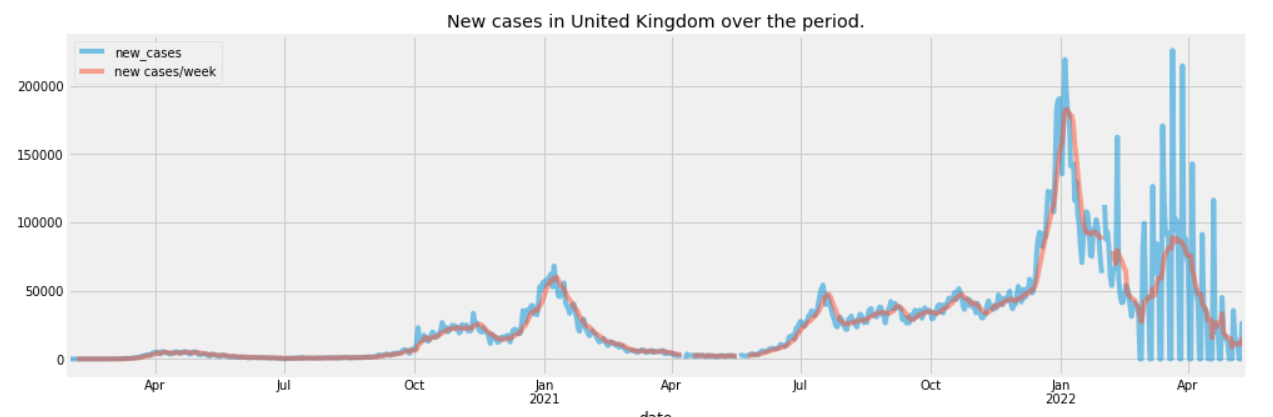 New cases in United Kingdom over the period.
new_cases
new cases/week
200000
150000
100000
50000
0
Apr Jul Oct Jan Apr Jul Oct Jan Apr
2021 2022
date